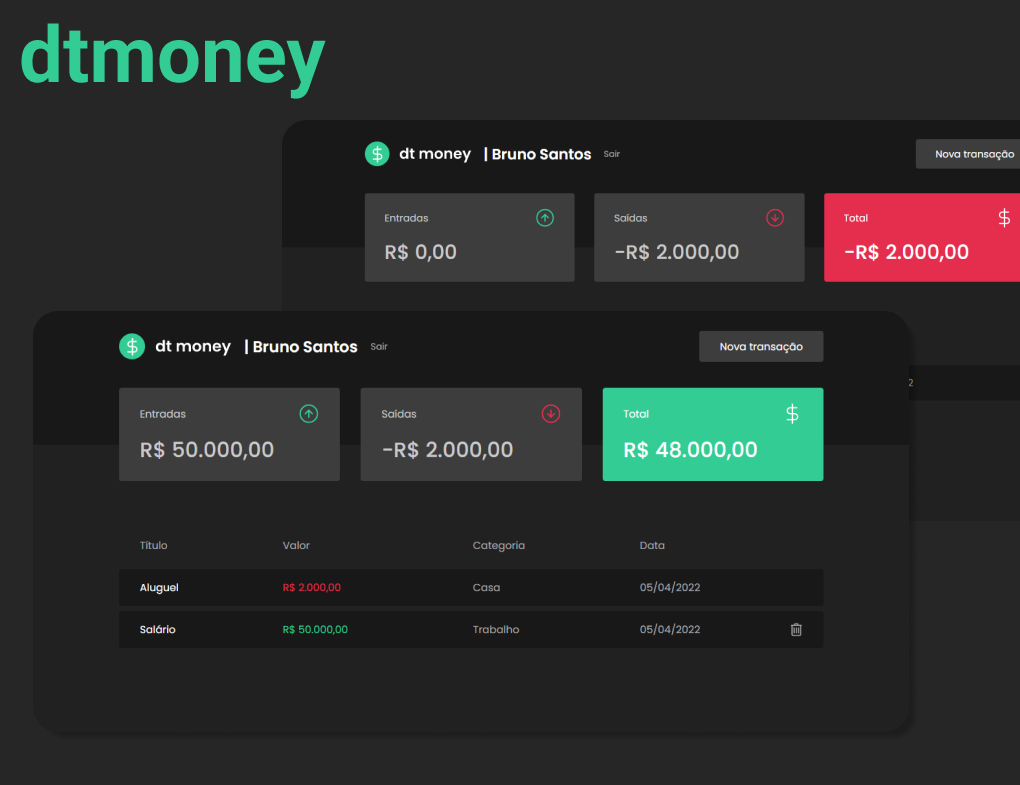 dtmoney
dt money | Bruno Santos Sair Nova transação
Entradas Saídas Total
R$ 0,00 -R$ 2.000,00 -R$ 2.000,00
2
dt money | Bruno Santos Sair Nova transação
Entradas Saídas Total
R$ 50.000,00 -R$ 2.000,00 R$ 48.000,00
Título Valor Categoria Data
Aluguel R$ 2.000,00 Casa 05/04/2022
Salário R$ 50.000,00 Trabalho 05/04/2022